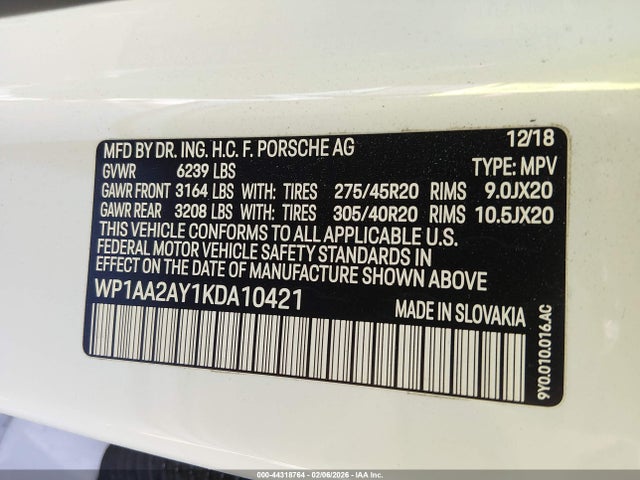 MFD BY DR. ING. H.C. F. PORSCHE AG 12/18
GVWR 6239 LBS TYPE: MPV
GAWR FRONT 3164 LBS WITH: TIRES 275/45R20 RIMS 9.0JX20
GAWR REAR 3208 LBS WITH: TIRES 305/40R20 RIMS 10.5JX20
THIS VEHICLE CONFORMS TO ALL APPLICABLE U.S.
FEDERAL MOTOR VEHICLE SAFETY STANDARDS IN
EFFECT ON THE DATE OF MANUFACTURE SHOWN ABOVE
WP1AA2AY1KDA10421 MADE IN SLOVAKIA
9Y0.010.016.AC
000-44318764 - 02/06/2026 - IAA Inc.